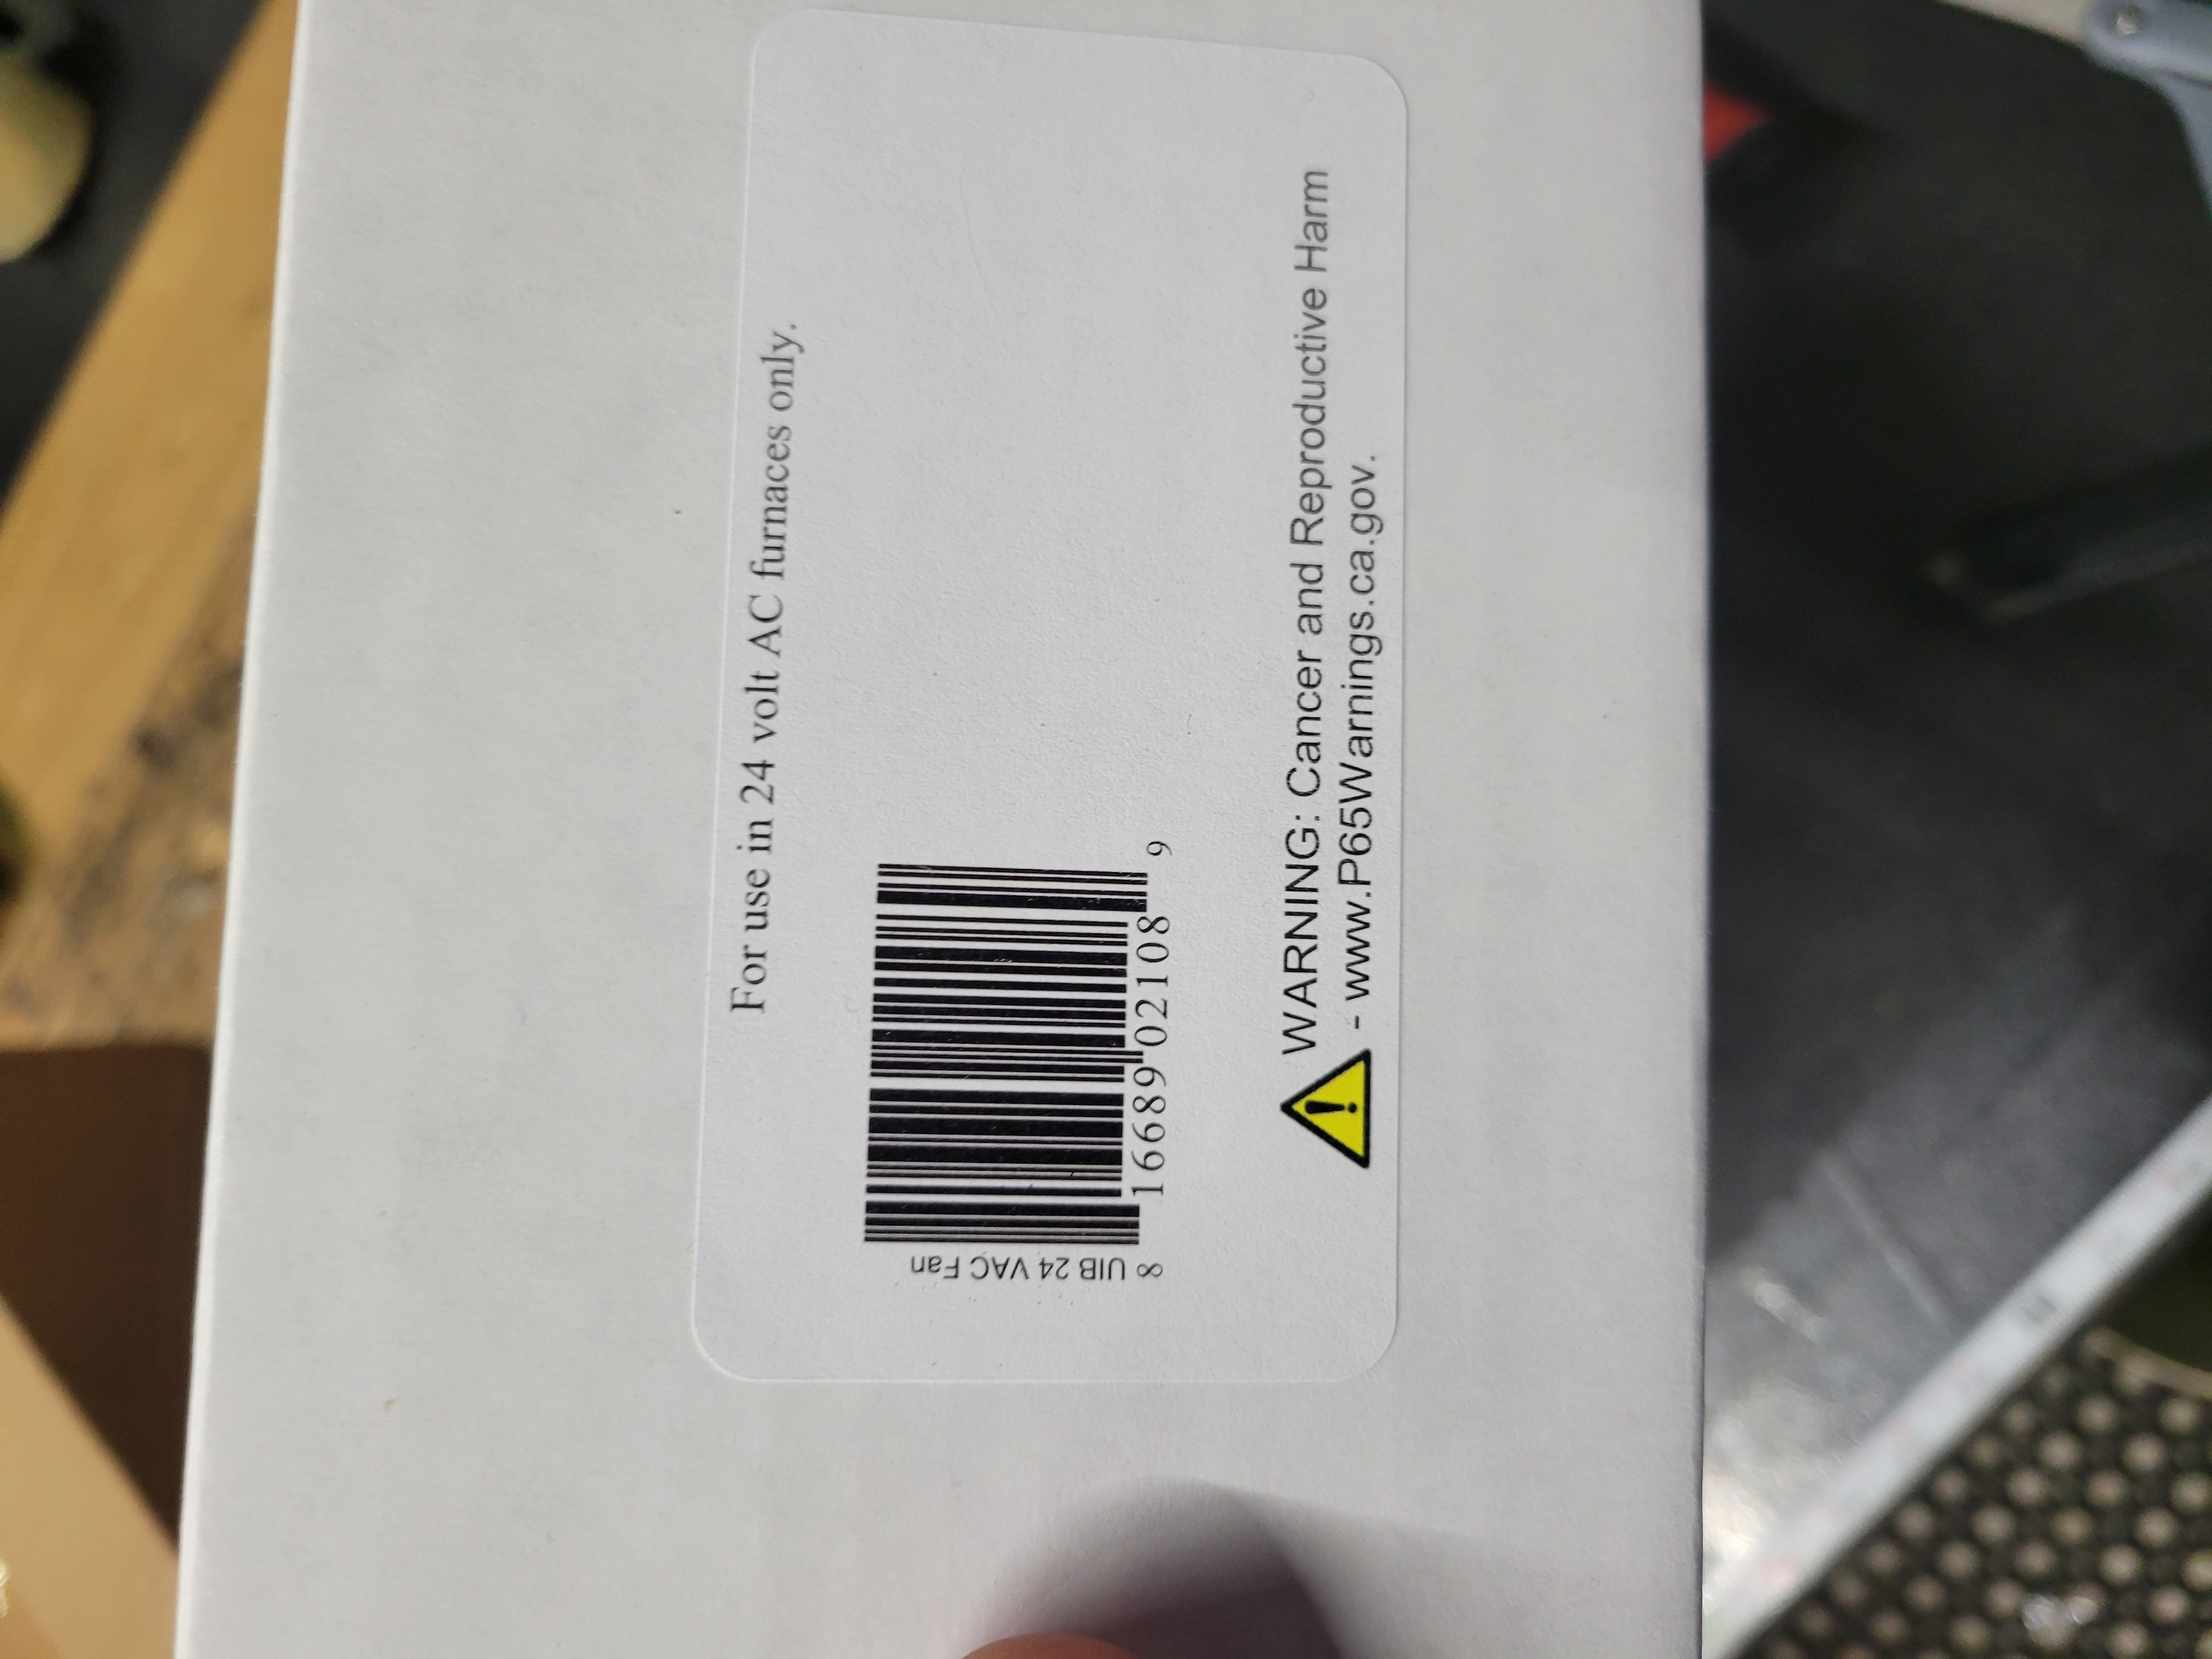 For use in 24 volt AC furnaces only.
UIB 24 VAC Fan
8 16689 02108 9
WARNING: Cancer and Reproductive Harm
- www.P65Warnings.ca.gov.